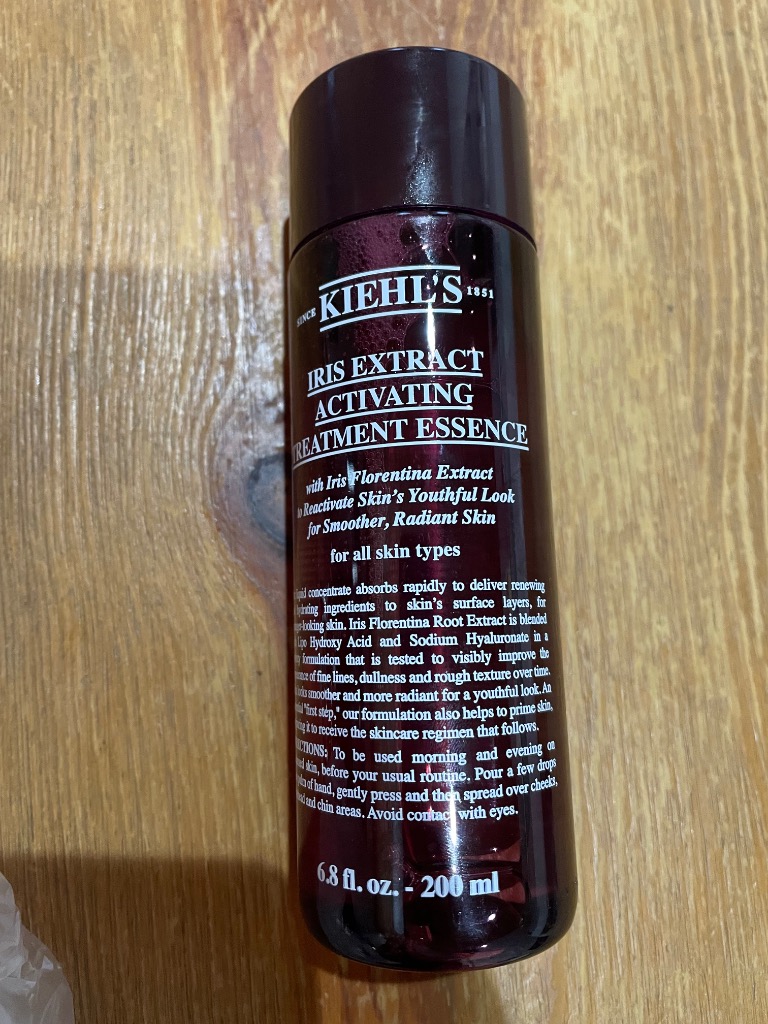 SINCE KIEHL'S 1851
IRIS EXTRACT
ACTIVATING
TREATMENT ESSENCE
with Iris Florentina Extract
to Reactivate Skin's Youthful Look
for Smoother, Radiant Skin
for all skin types
liquid concentrate absorbs rapidly to deliver renewing
hydrating ingredients to skin's surface layers, for
looking skin. Iris Florentina Root Extract is blended
Lipo Hydroxy Acid and Sodium Hyaluronate in a
formulation that is tested to visibly improve the
of fine lines, dullness and rough texture over time.
smoother and more radiant for a youthful look. An
"first step," our formulation also helps to prime skin,
it to receive the skincare regimen that follows.
DIRECTIONS: To be used morning and evening on
skin, before your usual routine. Pour a few drops
of hand, gently press and then spread over cheeks,
and chin areas. Avoid contact with eyes.
6.8 fl. oz. - 200 ml